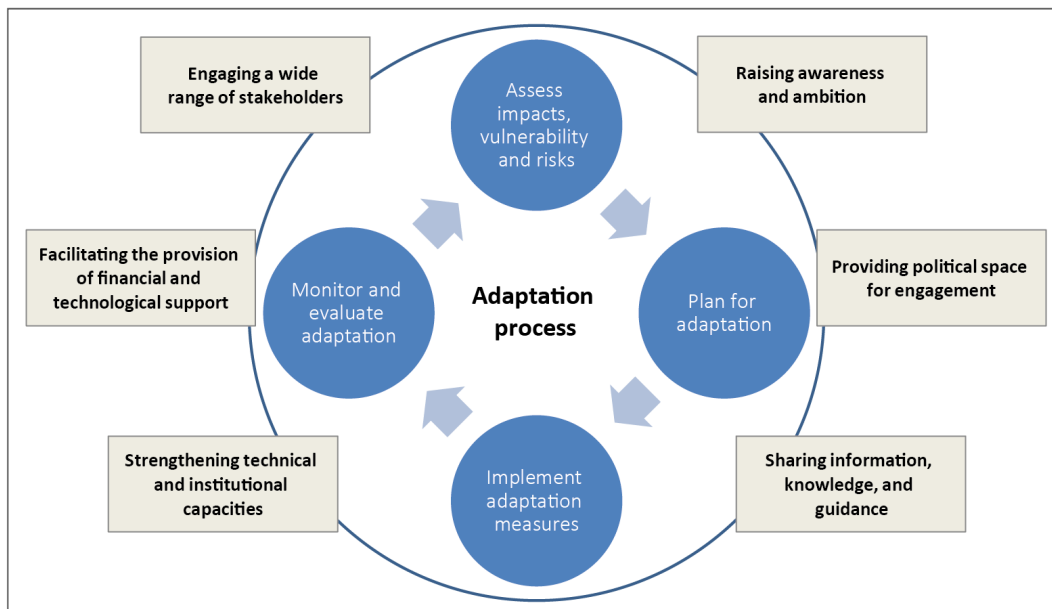 Engaging a wide
range of stakeholders
Assess
impacts,
vulnerability
and risks
Raising awareness
and ambition
Facilitating the provision
of financial and
technological support
Monitor and
evaluate adaptation
Adaptation
process
Plan for
adaptation
Providing political space
for engagement
Strengthening technical
and institutional
capacities
Implement
adaptation
measures
Sharing information,
knowledge, and
guidance